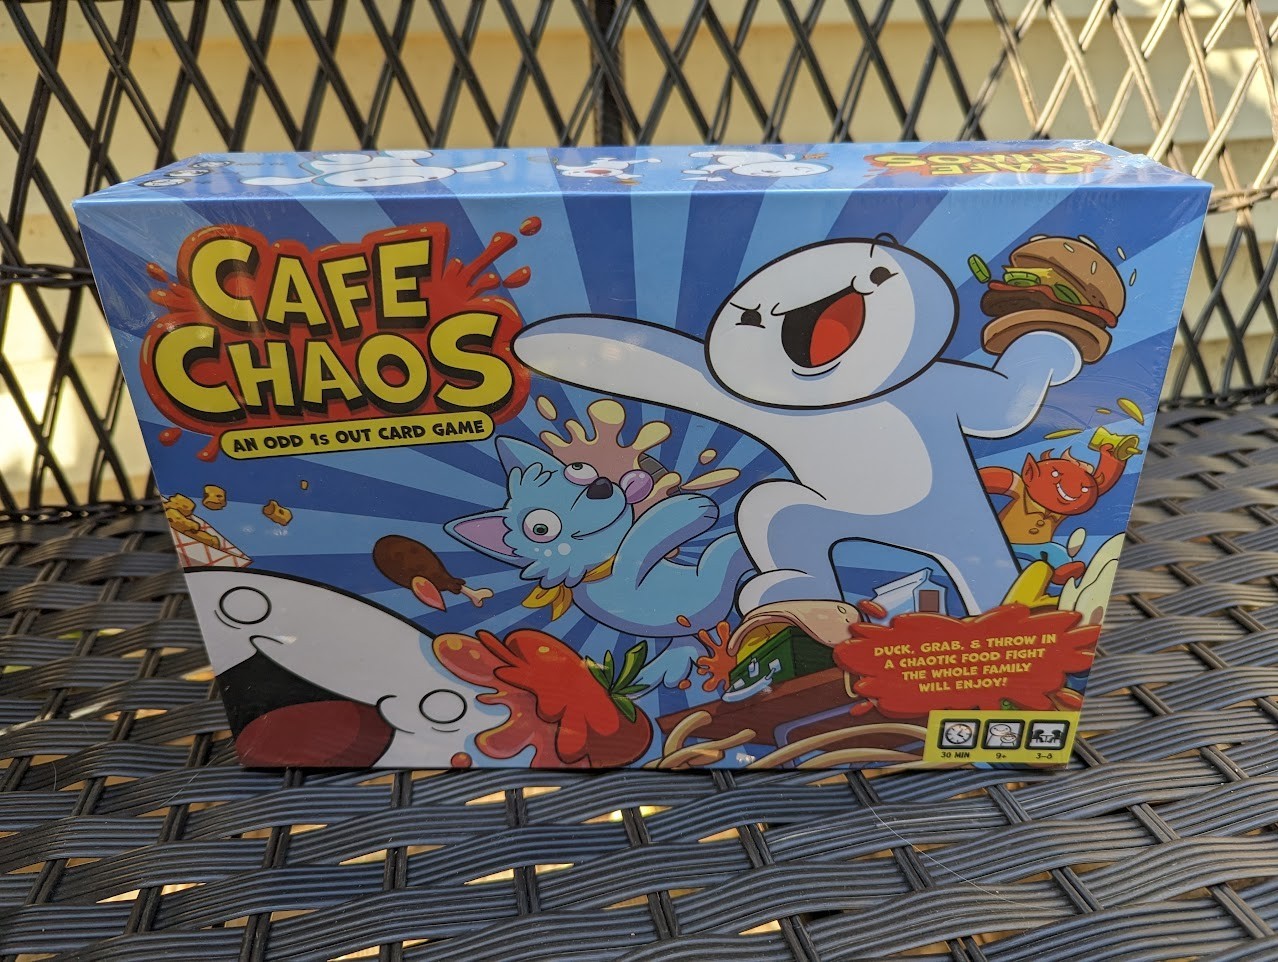 CAFE
CHAOS
CAFE
CHAOS
AN ODD 1s OUT CARD GAME
DUCK, GRAB, & THROW IN
A CHAOTIC FOOD FIGHT
THE WHOLE FAMILY
WILL ENJOY!
30 MIN
9+
3-6